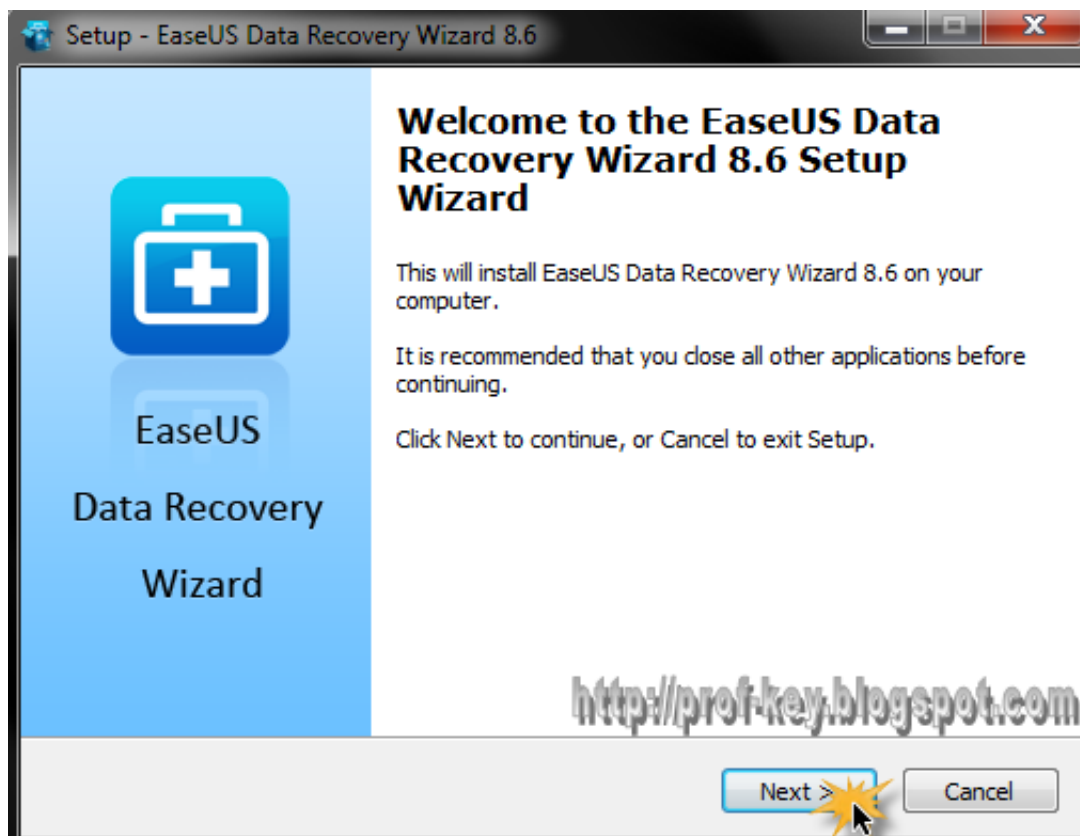 Setup - EaseUS Data Recovery Wizard 8.6
Welcome to the EaseUS Data
Recovery Wizard 8.6 Setup
Wizard
This will install EaseUS Data Recovery Wizard 8.6 on your
computer.
It is recommended that you close all other applications before
continuing.
Click Next to continue, or Cancel to exit Setup.
EaseUS
Data Recovery
Wizard
http://prof-key.blogspot.com
Next >
Cancel